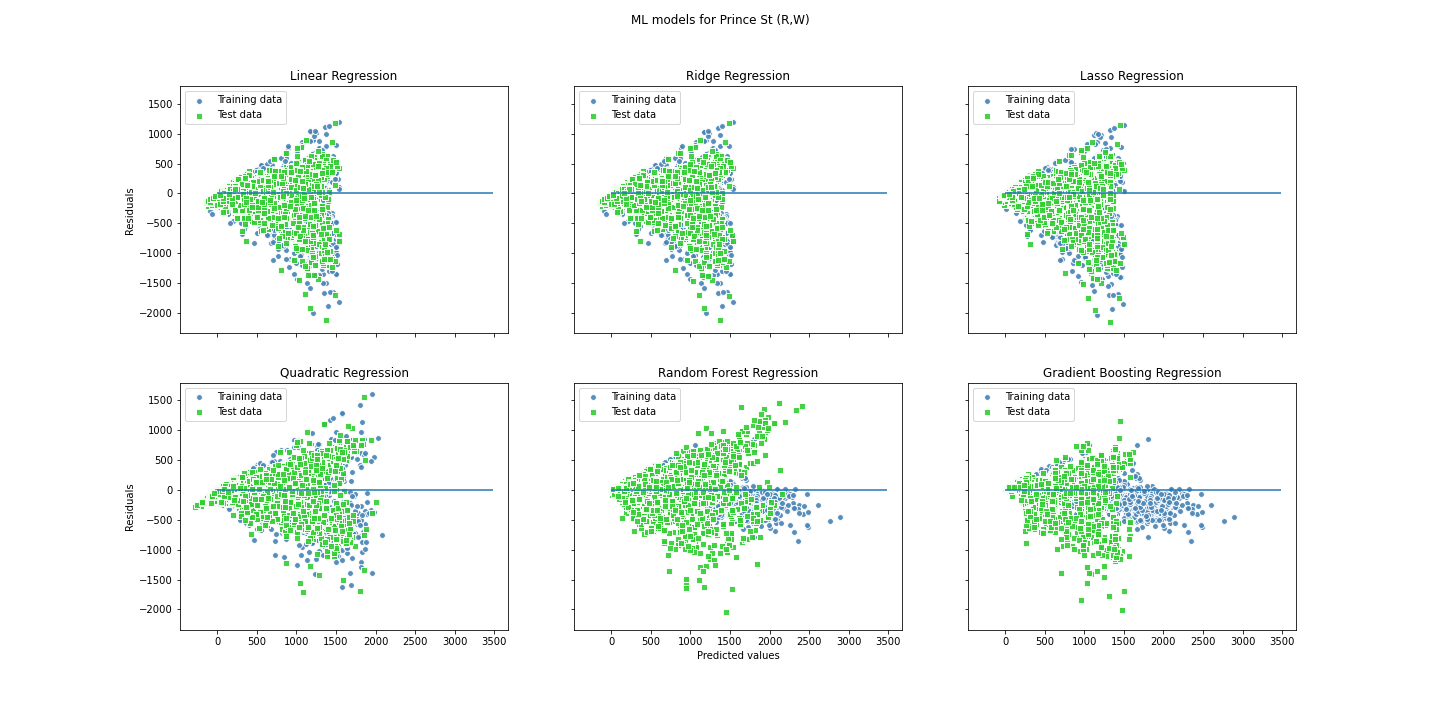 ML models for Prince St (R,W)
Linear Regression
Training data
Test data
1500
1000
500
0
−500
−1000
−1500
−2000
Residuals
Ridge Regression
Training data
Test data
Lasso Regression
Training data
Test data
Quadratic Regression
Training data
Test data
1500
1000
500
0
−500
−1000
−1500
−2000
Residuals
0 500 1000 1500 2000 2500 3000 3500
Random Forest Regression
Training data
Test data
0 500 1000 1500 2000 2500 3000 3500
Predicted values
Gradient Boosting Regression
Training data
Test data
0 500 1000 1500 2000 2500 3000 3500